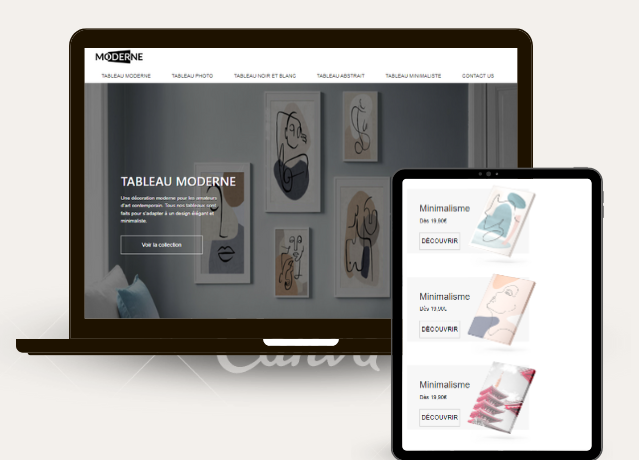 MODERNE
TABLEAU MODERNE TABLEAU PHOTO TABLEAU NOIR ET BLANC TABLEAU ABSTRAIT TABLEAU MINIMALISTE CONTACT US
TABLEAU MODERNE
Une décoration moderne pour les amateurs
d'art contemporain. Tous nos tableaux sont
faits pour s'adapter à un design élégant et
minimaliste.
Voir la collection
Minimalisme
Dès 19,90€
DÉCOUVRIR
Minimalisme
Dès 19,90€
DÉCOUVRIR
Minimalisme
Dès 19,90€
DÉCOUVRIR
Canva